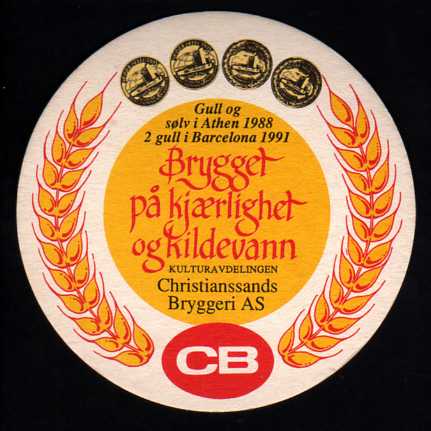 Gull og
sølv i Athen 1988
2 gull i Barcelona 1991
Brygget
på kjærlighet
og kildevann
KULTURAVDELINGEN
Christianssands
Bryggeri AS
CB